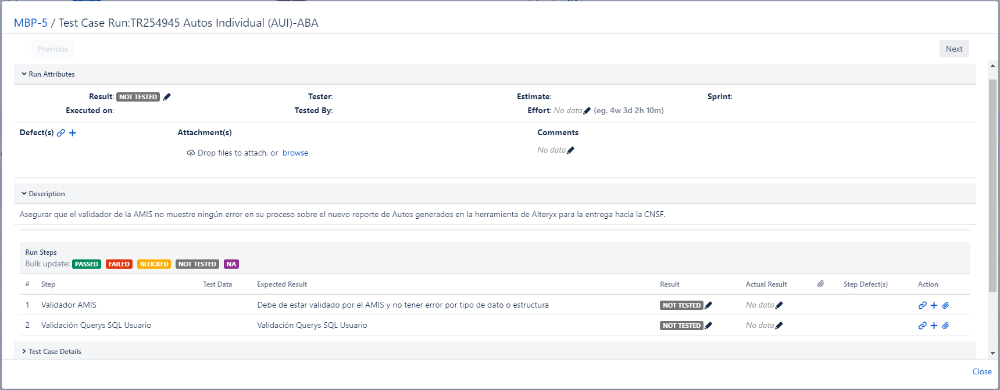 MBP-5 / Test Case Run:TR254945 Autos Individual (AUI)-ABA
Previous
Next
Run Attributes
Result: NOT TESTED Tester: Estimate: Sprint:
Executed on: Tested By: Effort: No data (eg. 4w 3d 2h 10m)
Defect(s) Attachment(s) Comments
Drop files to attach, or browse No data
Description
Asegurar que el validador de la AMIS no muestre ningún error en su proceso sobre el nuevo reporte de Autos generados en la herramienta de Alteryx para la entrega hacia la CNSF.
Run Steps
Bulk update: PASSED FAILED BLOCKED NOT TESTED NA
# Step Test Data Expected Result Result Actual Result Step Defect(s) Action
1 Validador AMIS Debe de estar validado por el AMIS y no tener error por tipo de dato o estructura NOT TESTED No data
2 Validación Querys SQL Usuario Validación Querys SQL Usuario NOT TESTED No data
Test Case Details
Close